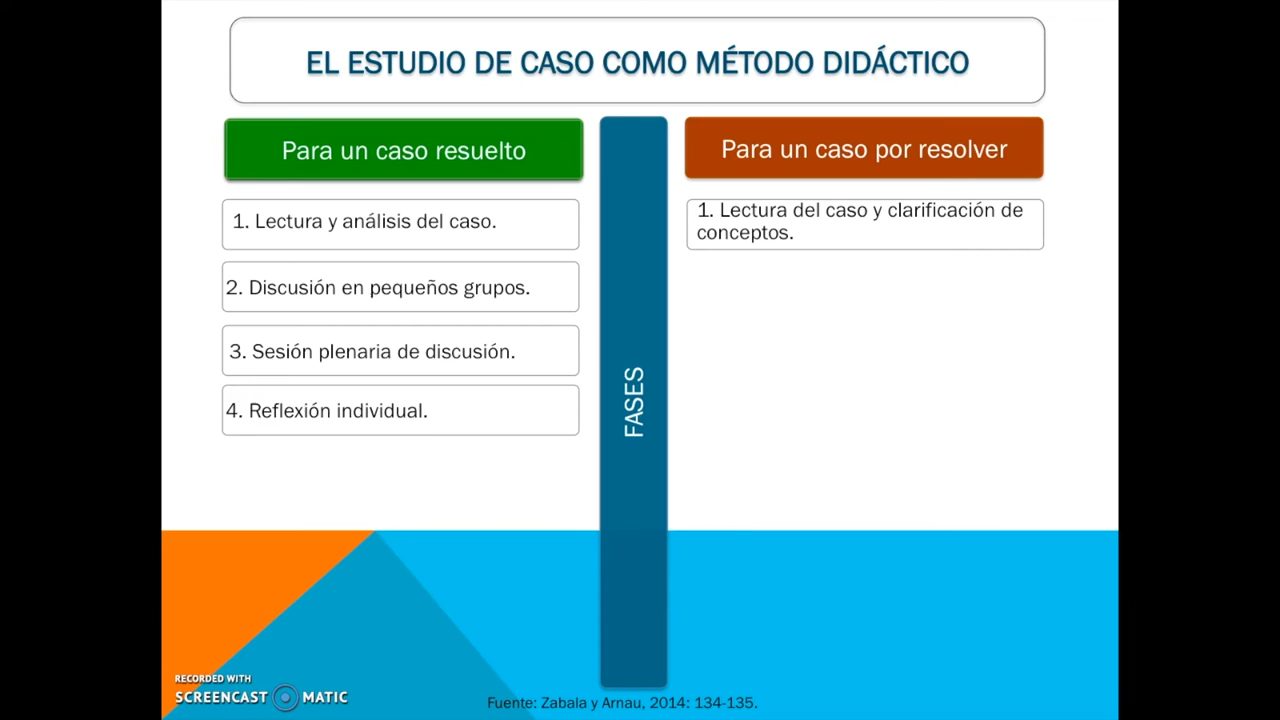 EL ESTUDIO DE CASO COMO MÉTODO DIDÁCTICO
Para un caso resuelto
1. Lectura y análisis del caso.
2. Discusión en pequeños grupos.
3. Sesión plenaria de discusión.
4. Reflexión individual.
FASES
Para un caso por resolver
1. Lectura del caso y clarificación de
conceptos.
RECORDED WITH
SCREENCAST MATIC
Fuente: Zabala y Arnau, 2014: 134-135.